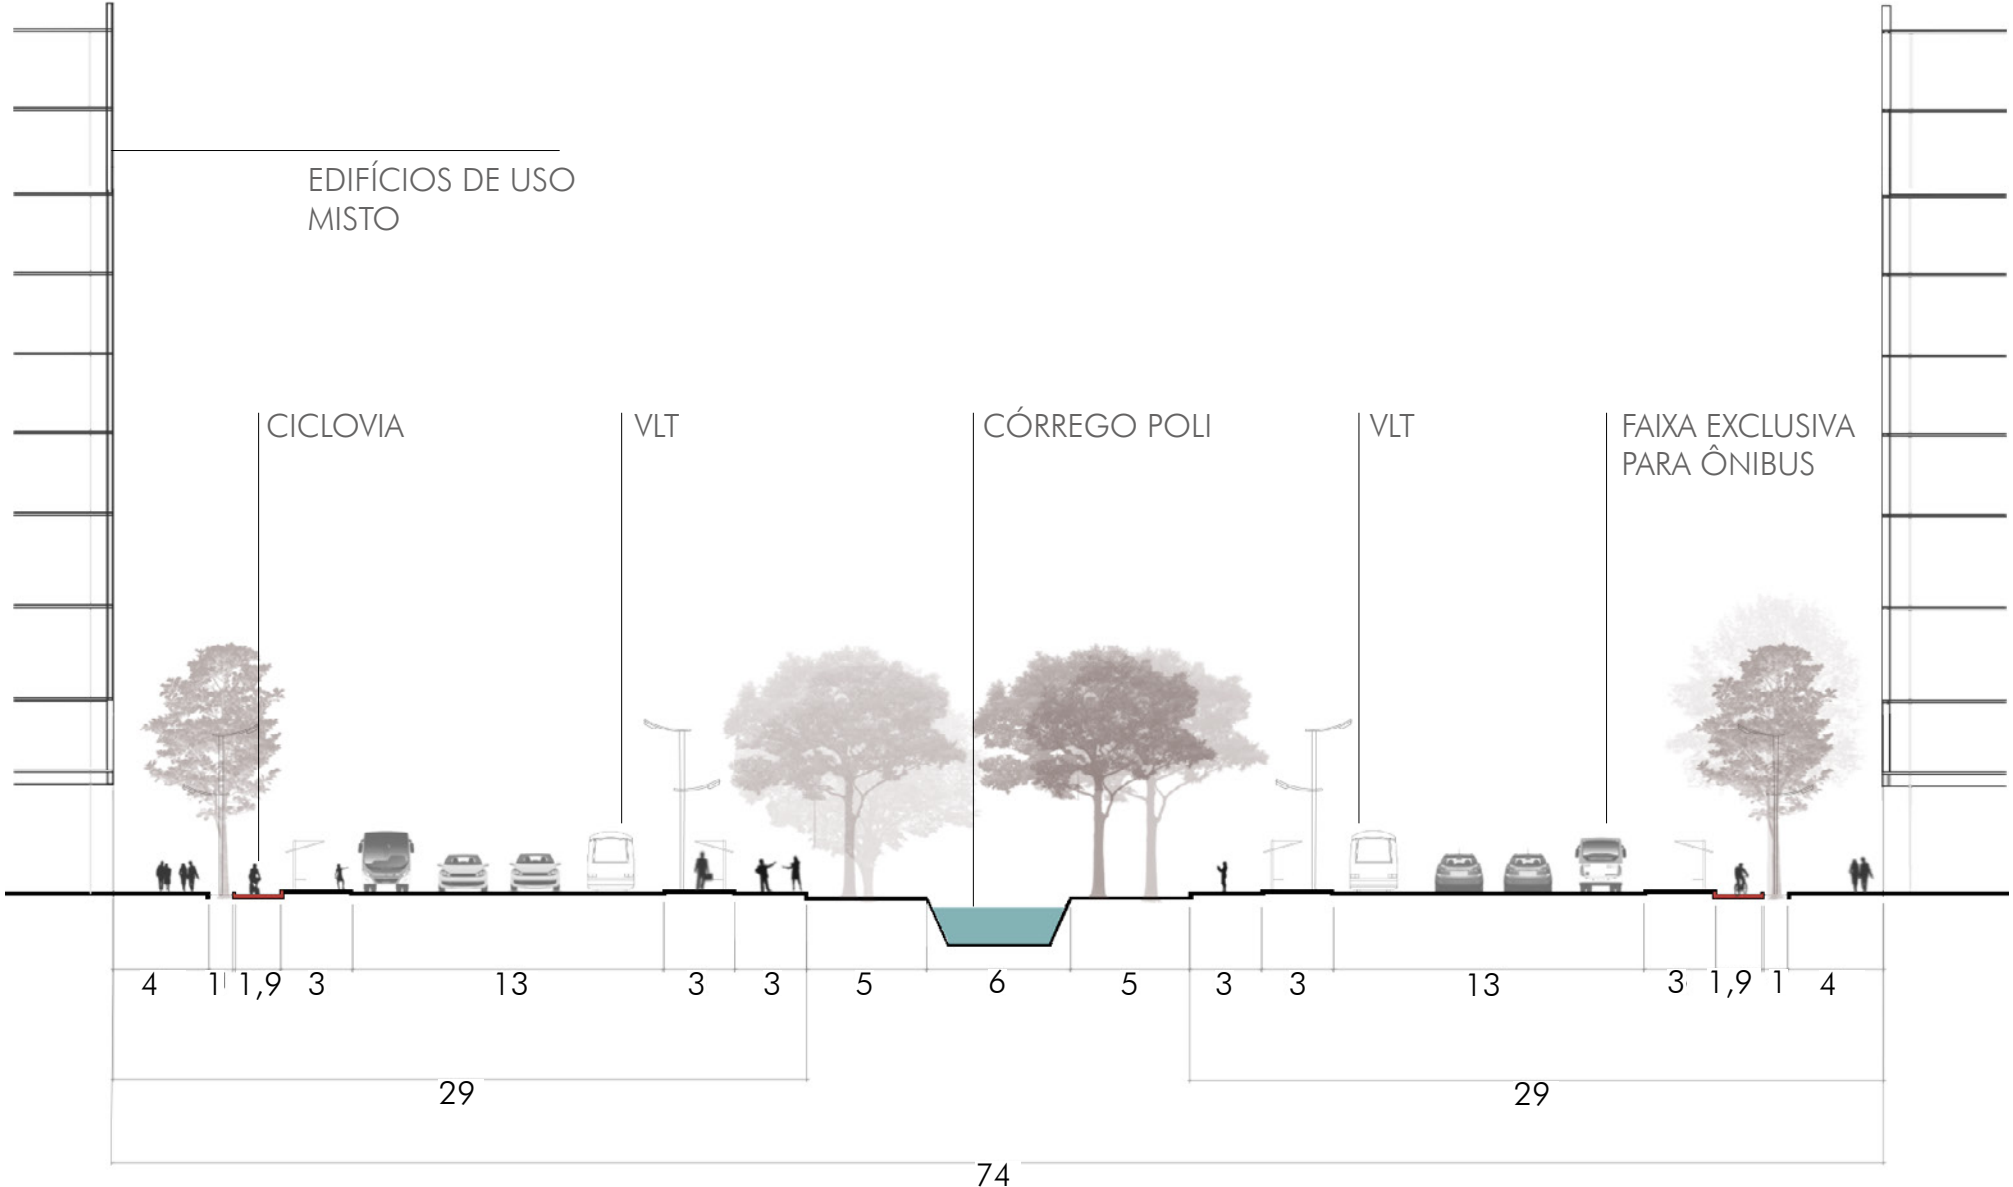 EDIFÍCIOS DE USO
MISTO
CICLOVIA
VLT
CÓRREGO POLI
VLT
FAIXA EXCLUSIVA
PARA ÔNIBUS
4 1 1,9 3 13 3 3 5 6 5 3 3 13 3 1,9 1 4
29 29
74